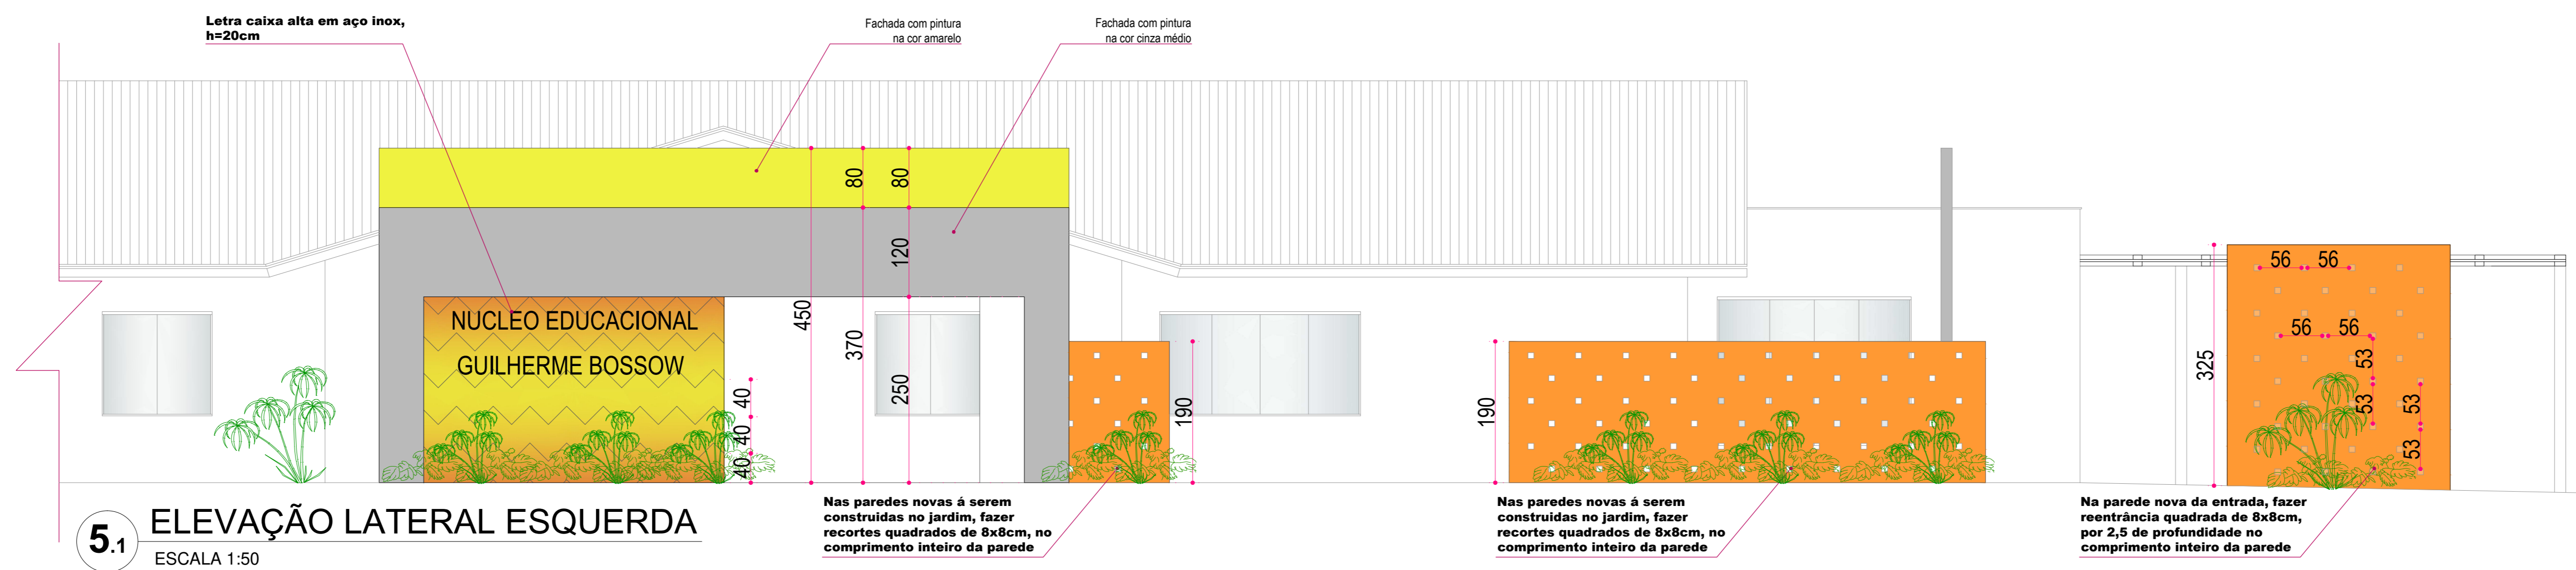 Letra caixa alta em aço inox,
h=20cm
Fachada com pintura
na cor amarelo
Fachada com pintura
na cor cinza médio
80
80
120
450
370
250
NUCLEO EDUCACIONAL
GUILHERME BOSSOW
40
40
40
190
190
325
56
56
56
56
53
53
53
53
Nas paredes novas á serem
construidas no jardim, fazer
recortes quadrados de 8x8cm, no
comprimento inteiro da parede
Nas paredes novas á serem
construidas no jardim, fazer
recortes quadrados de 8x8cm, no
comprimento inteiro da parede
Na parede nova da entrada, fazer
reentrância quadrada de 8x8cm,
por 2,5 de profundidade no
comprimento inteiro da parede
5.1
ELEVAÇÃO LATERAL ESQUERDA
ESCALA 1:50